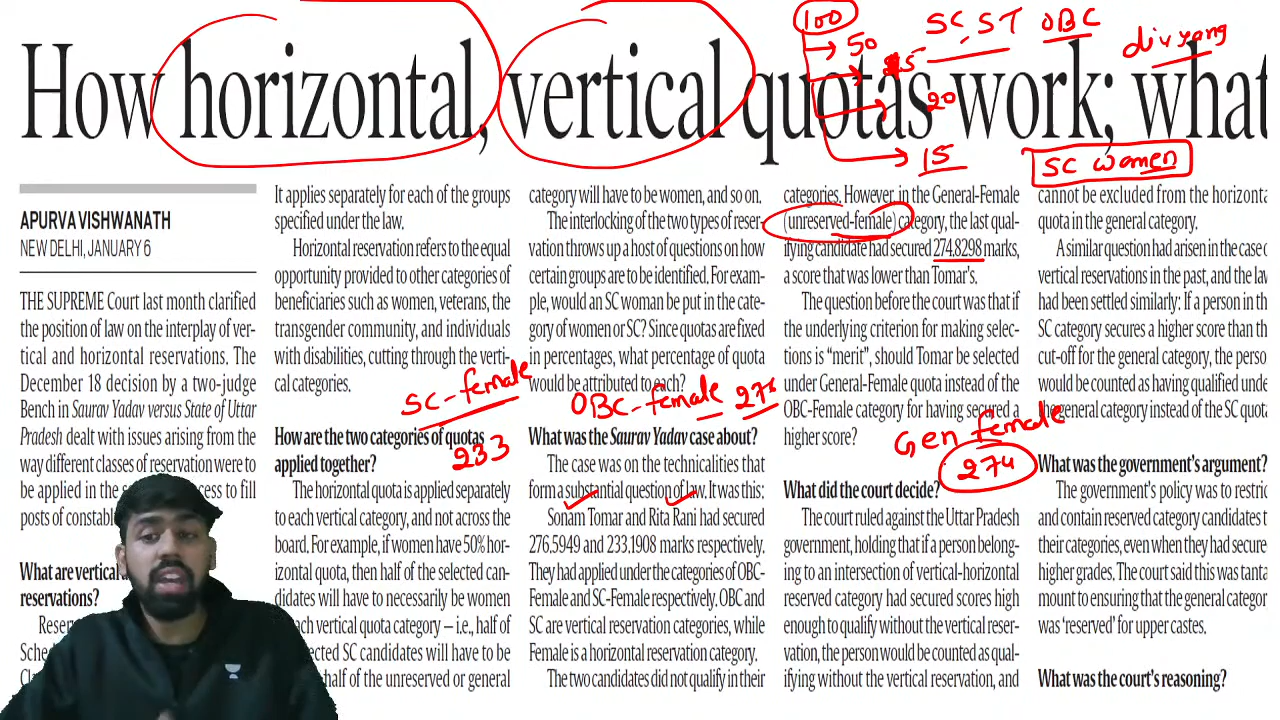 How horizontal, vertical quotas work; what
100
50
20
15
SC, ST OBC
divyang
SC women
APURVA VISHWANATH
NEW DELHI, JANUARY 6
THE SUPREME Court last month clarified
the position of law on the interplay of ver-
tical and horizontal reservations. The
December 18 decision by a two-judge
Bench in Saurav Yadav versus State of Uttar
Pradesh dealt with issues arising from the
way different classes of reservation were to
be applied in the
to fill
posts of constab
What are vertical
reservations?
Reser
Sche
Cl
It applies separately for each of the groups
specified under the law.
Horizontal reservation refers to the equal
opportunity provided to other categories of
beneficiaries such as women, veterans, the
transgender community, and individuals
with disabilities, cutting through the verti-
cal categories.
SC-female
How are the two categories of quotas
applied together?
233
The horizontal quota is applied separately
to each vertical category, and not across the
board. For example, if women have 50% hor-
izontal quota, then half of the selected can-
didates will have to necessarily be women
each vertical quota category — i.e., half of
ected SC candidates will have to be
half of the unreserved or general
category will have to be women, and so on.
The interlocking of the two types of reser-
vation throws up a host of questions on how
certain groups are to be identified. For exam-
ple, would an SC woman be put in the cate-
gory of women or SC? Since quotas are fixed
in percentages, what percentage of quota
would be attributed to each?
OBC-female 276
What was the Saurav Yadav case about?
The case was on the technicalities that
form a substantial question of law. It was this:
Sonam Tomar and Rita Rani had secured
276.5949 and 233.1908 marks respectively.
They had applied under the categories of OBC-
Female and SC-Female respectively. OBC and
SC are vertical reservation categories, while
Female is a horizontal reservation category.
The two candidates did not qualify in their
categories. However, in the General-Female
(unreserved-female) category, the last qual-
ifying candidate had secured 274.8298 marks,
a score that was lower than Tomar's.
The question before the court was that if
the underlying criterion for making selec-
tions is "merit", should Tomar be selected
under General-Female quota instead of the
OBC-Female category for having secured a
higher score?
Gen female
274
What did the court decide?
The court ruled against the Uttar Pradesh
government, holding that if a person belong-
ing to an intersection of vertical-horizontal
reserved category had secured scores high
enough to qualify without the vertical reser-
vation, the person would be counted as qual-
ifying without the vertical reservation, and
cannot be excluded from the horizonta
quota in the general category.
A similar question had arisen in the case o
vertical reservations in the past, and the law
had been settled similarly: If a person in th
SC category secures a higher score than th
cut-off for the general category, the perso
would be counted as having qualified unde
the general category instead of the SC quota
What was the government's argument?
The government's policy was to restric
and contain reserved category candidates t
their categories, even when they had secure
higher grades. The court said this was tanta
mount to ensuring that the general categor
was 'reserved' for upper castes.
What was the court's reasoning?